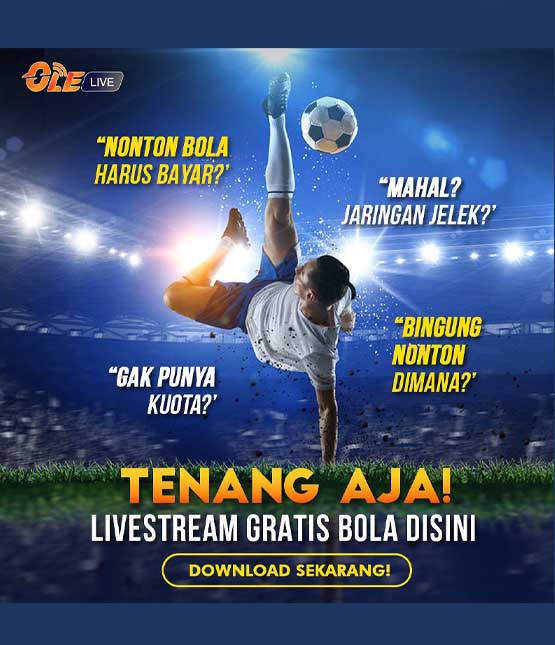 OLE LIVE
“NONTON BOLA
HARUS BAYAR?’
“MAHAL?
JARINGAN JELEK?’
“BINGUNG
NONTON
DIMANA?’
“GAK PUNYA
KUOTA?’
TENANG AJA!
LIVESTREAM GRATIS BOLA DISINI
DOWNLOAD SEKARANG!